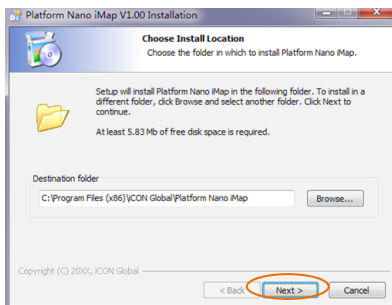 Platform Nano iMap V1.00 Installation
Choose Install Location
Choose the folder in which to install Platform Nano iMap.
Setup will install Platform Nano iMap in the following folder. To install in a
different folder, click Browse and select another folder. Click Next to
continue.
At least 5.83 Mb of free disk space is required.
Destination folder
C:\Program Files (x86)\iCON Global\Platform Nano iMap
Browse...
Copyright (C) 20XX, iCON Global
< Back
Next >
Cancel